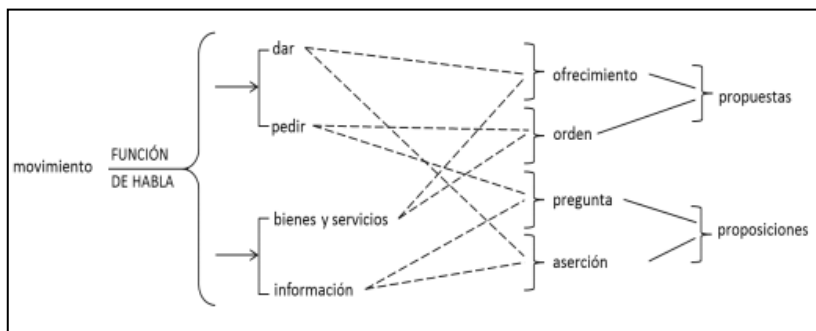 dar
pedir
movimiento
FUNCIÓN
DE HABLA
bienes y servicios
información
ofrecimiento
orden
pregunta
aserción
propuestas
proposiciones